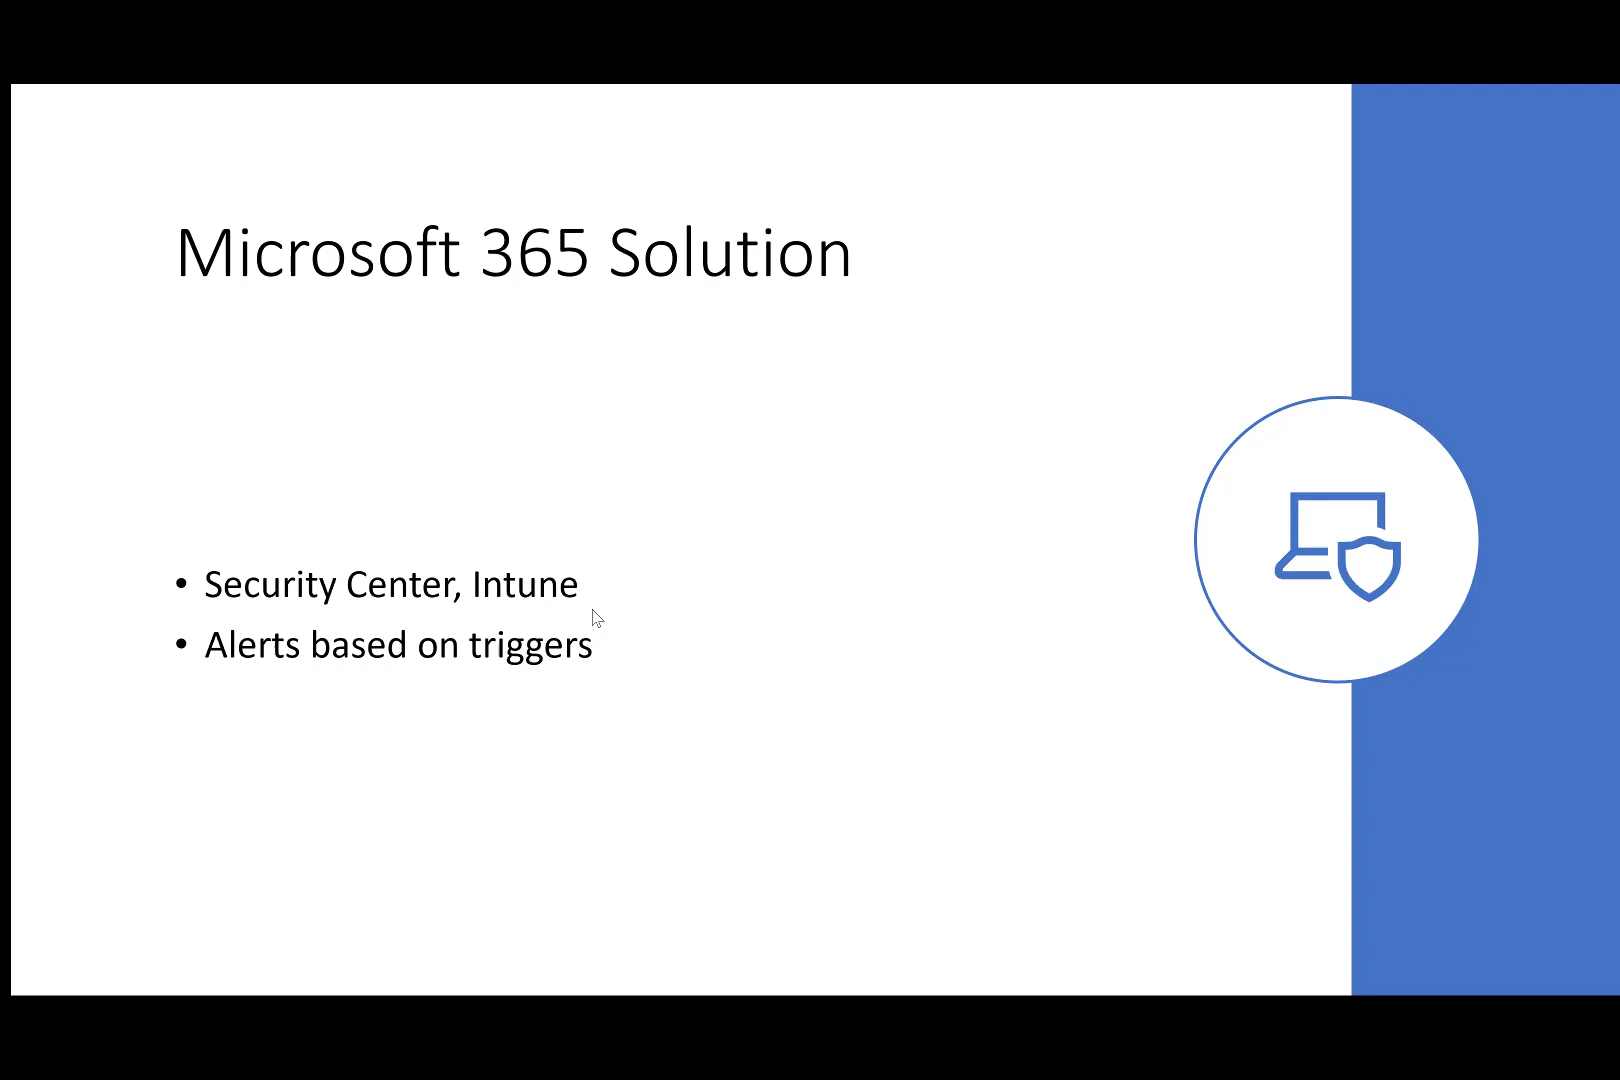 Microsoft 365 Solution
• Security Center, Intune
• Alerts based on triggers